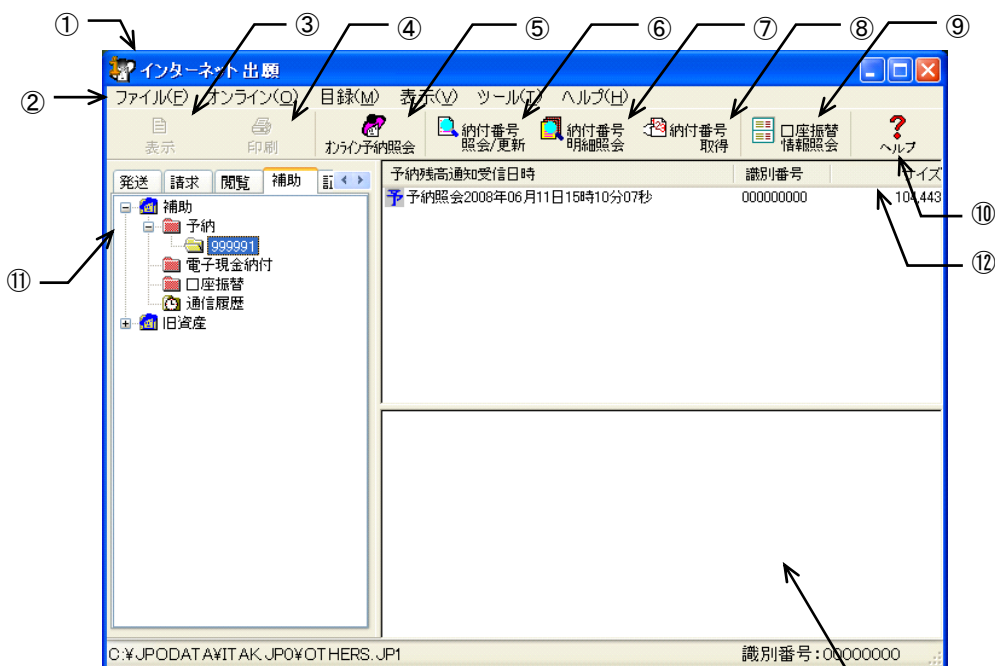 ① ③ ④ ⑤ ⑥ ⑦ ⑧ ⑨
インターネット出願
② ファイル(F) オンライン(O) 目録(M) 表示(V) ツール(T) ヘルプ(H)
表示 印刷 オンライン予納照会 納付番号 照会/更新 納付番号 明細照会 納付番号 取得 口座振替 情報照会 ヘルプ
発送 請求 閲覧 補助
予納残高通知受信日時 識別番号 サイズ
予 予納照会2008年06月11日15時10分07秒 000000000 104,443
⑩
⑪
⑫
補助
予納
999991
電子現金納付
口座振替
通信履歴
旧資産
C:¥JPODATA¥ITAK.JP0¥OTHERS.JP1 識別番号:00000000